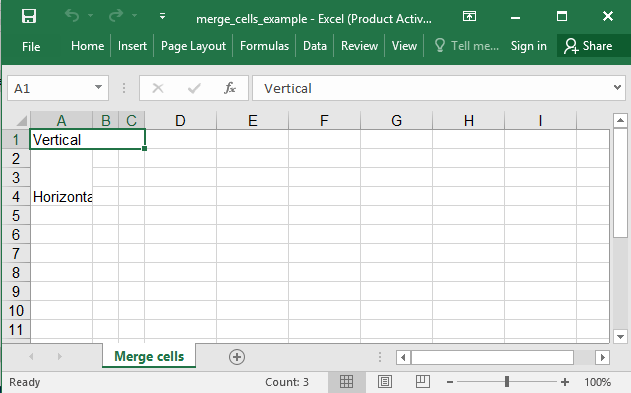 merge_cells_example - Excel (Product Activ...
File Home Insert Page Layout Formulas Data Review View Tell me... Sign in Share
A1 fx Vertical
A B C D E F G H I
1 Vertical
2
3
4 Horizonta
5
6
7
8
9
10
11
Merge cells
Ready Count: 3 100%